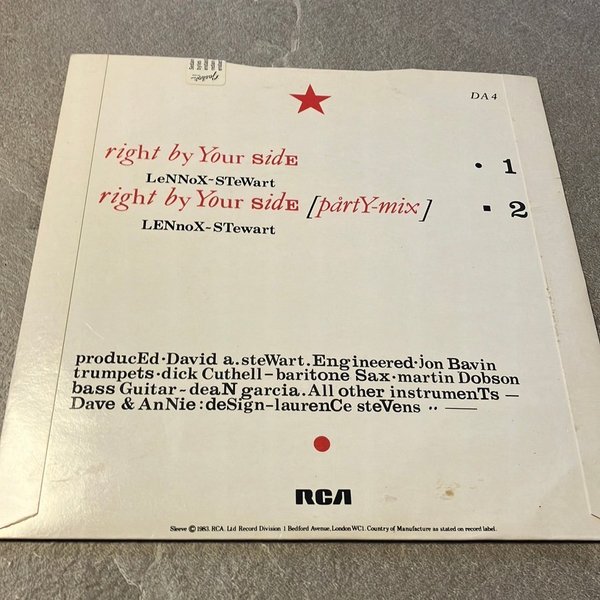 DA4
right by Your sidE
• 1
LeNNoX-STeWart
right by Your sidE [pårtY-mix]
▪ 2
LENnoX-STewart
producEd·David a.steWart.Engineered·jon Bavin
trumpets·dick Cuthell-baritone Sax·martin Dobson
bass Guitar-deaN garcia.All other instrumenTs —
Dave & AnNie:deSign-laurenCe steVens ·· —
RCA
Sleeve © 1983. RCA. Ltd Record Division 1 Bedford Avenue, London WC1. Country of Manufacture as stated on record label.